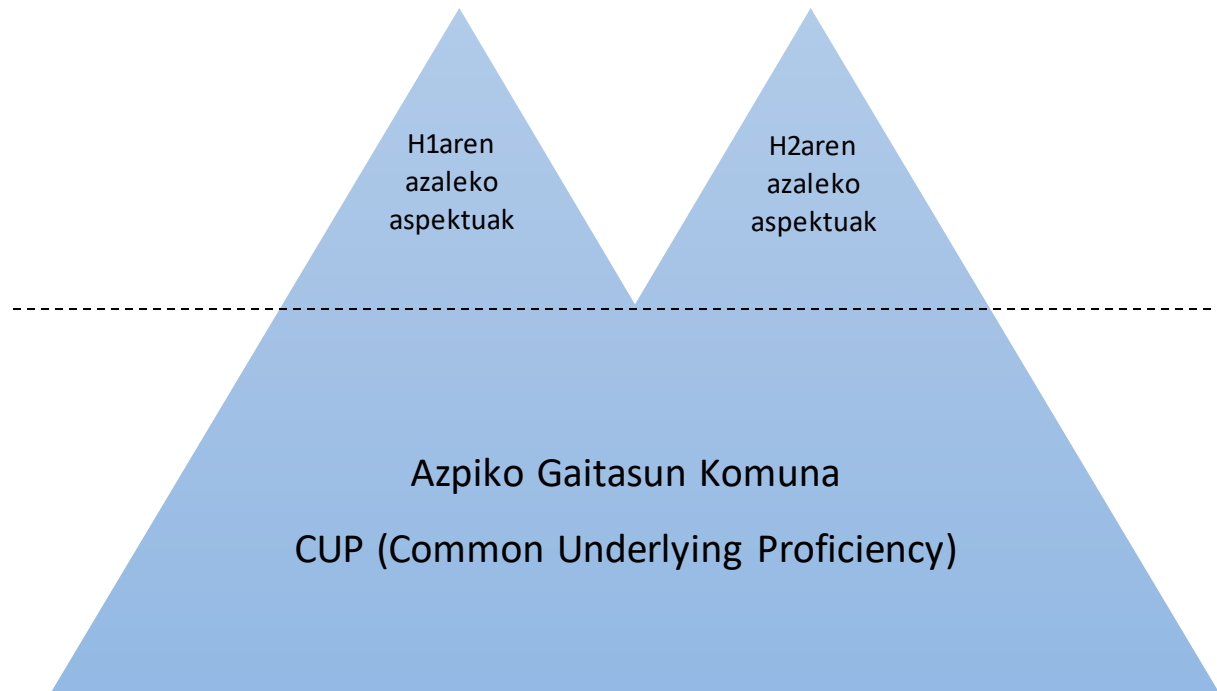 H1aren
azaleko
aspektuak
H2aren
azaleko
aspektuak
Azpiko Gaitasun Komuna
CUP (Common Underlying Proficiency)